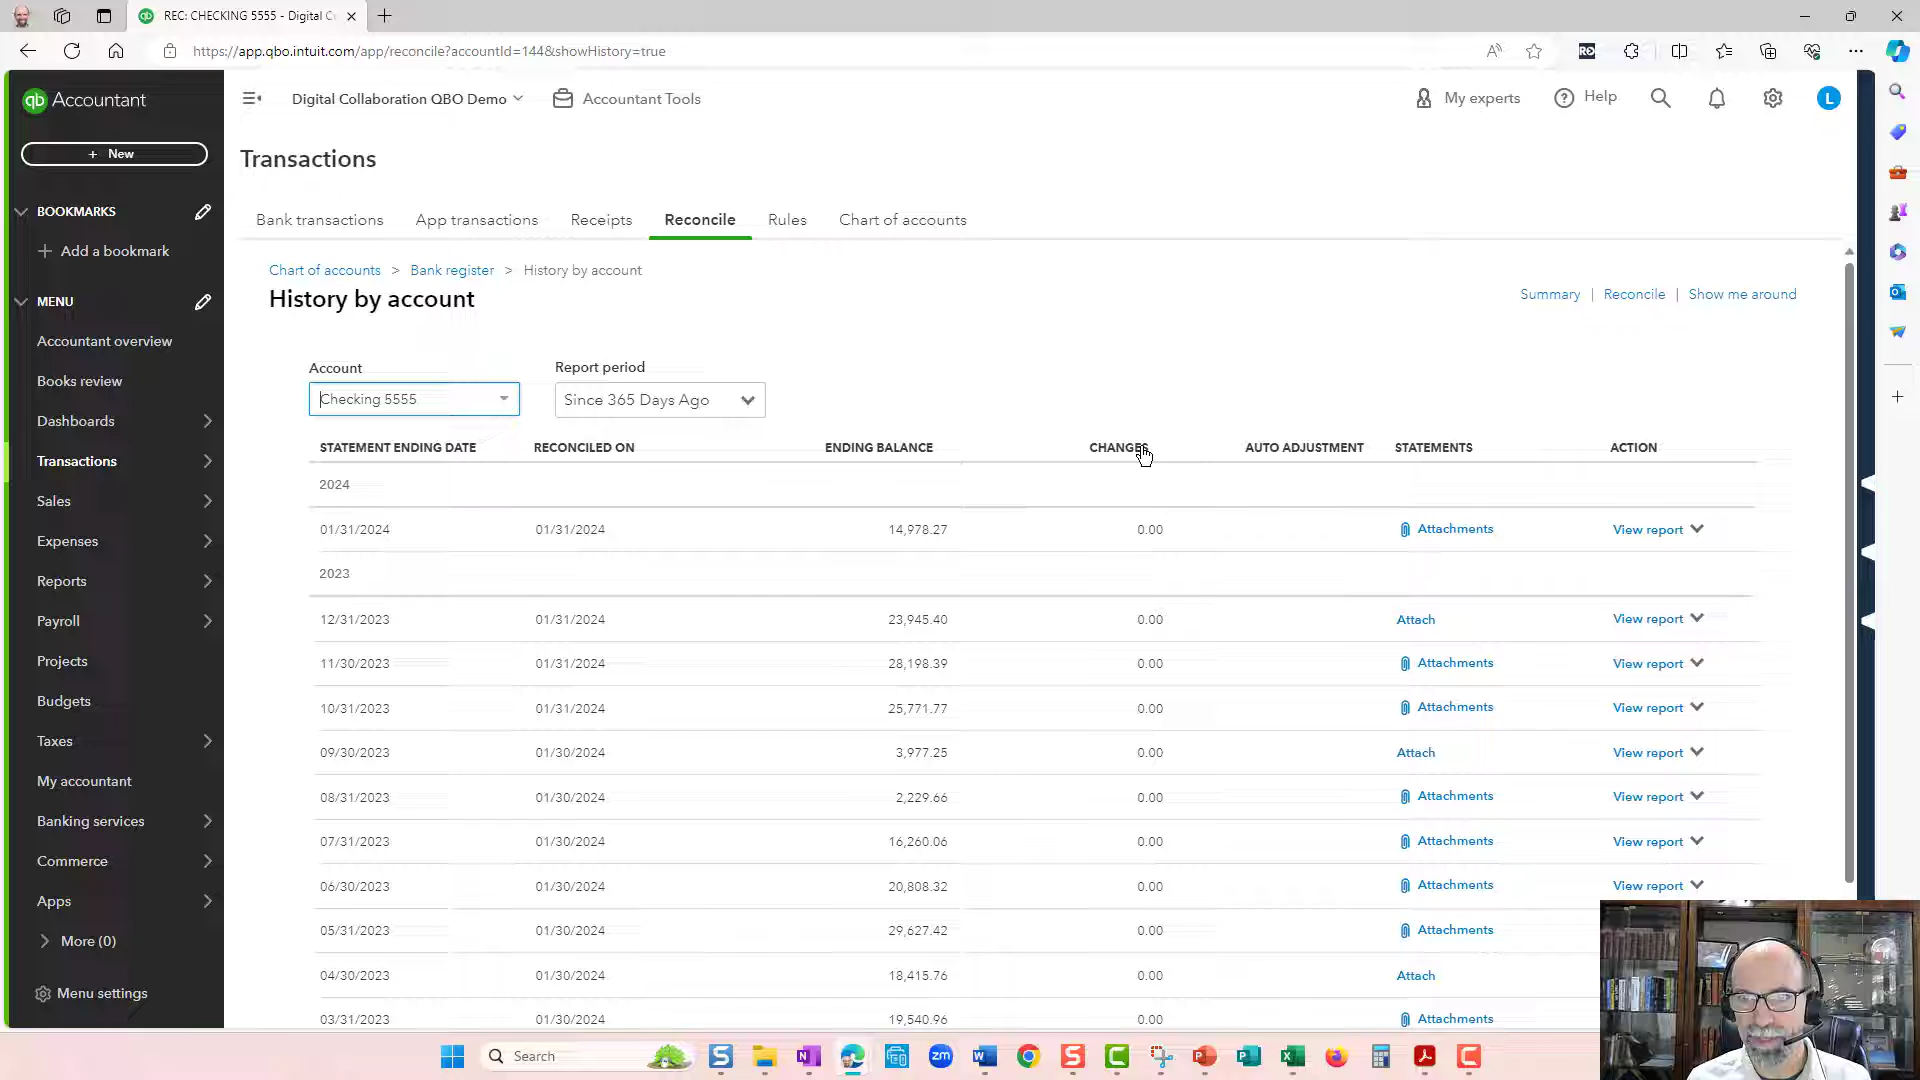 REC: CHECKING 5555 - Digital C
https://app.qbo.intuit.com/app/reconcile?accountId=144&showHistory=true
qb Accountant
Digital Collaboration QBO Demo
Accountant Tools
My experts
Help
L
+ New
Transactions
BOOKMARKS
Add a bookmark
MENU
Accountant overview
Books review
Dashboards
Transactions
Sales
Expenses
Reports
Payroll
Projects
Budgets
Taxes
My accountant
Banking services
Commerce
Apps
More (0)
Menu settings
Bank transactions App transactions Receipts Reconcile Rules Chart of accounts
Chart of accounts > Bank register > History by account
History by account
Summary | Reconcile | Show me around
Account Report period
Checking 5555 Since 365 Days Ago
STATEMENT ENDING DATE RECONCILED ON ENDING BALANCE CHANGES AUTO ADJUSTMENT STATEMENTS ACTION
2024
01/31/2024 01/31/2024 14,978.27 0.00 Attachments View report
2023
12/31/2023 01/31/2024 23,945.40 0.00 Attach View report
11/30/2023 01/31/2024 28,198.39 0.00 Attachments View report
10/31/2023 01/31/2024 25,771.77 0.00 Attachments View report
09/30/2023 01/30/2024 3,977.25 0.00 Attach View report
08/31/2023 01/30/2024 2,229.66 0.00 Attachments View report
07/31/2023 01/30/2024 16,260.06 0.00 Attachments View report
06/30/2023 01/30/2024 20,808.32 0.00 Attachments View report
05/31/2023 01/30/2024 29,627.42 0.00 Attachments
04/30/2023 01/30/2024 18,415.76 0.00 Attach
03/31/2023 01/30/2024 19,540.96 0.00 Attachments
Search
zm